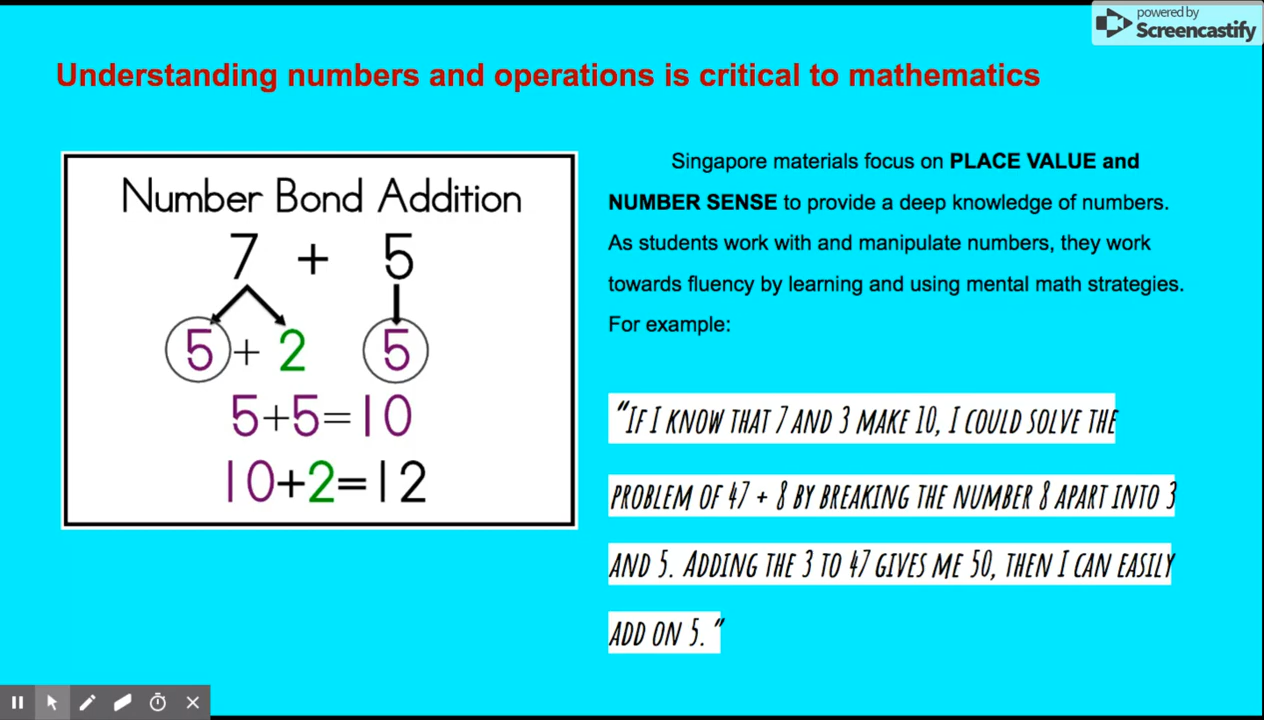 powered by
Screencastify
Understanding numbers and operations is critical to mathematics
Number Bond Addition
7 + 5
5 + 2 5
5+5=10
10+2=12
Singapore materials focus on PLACE VALUE and
NUMBER SENSE to provide a deep knowledge of numbers.
As students work with and manipulate numbers, they work
towards fluency by learning and using mental math strategies.
For example:
“If I know that 7 and 3 make 10, I could solve the
problem of 47 + 8 by breaking the number 8 apart into 3
and 5. Adding the 3 to 47 gives me 50, then I can easily
add on 5.”